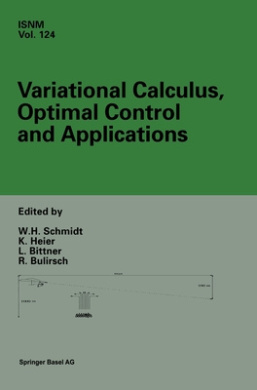 ISNM
Vol. 124
Variational Calculus,
Optimal Control
and Applications
Edited by
W.H. Schmidt
K. Heier
L. Bittner
R. Bulirsch
Springer Basel AG